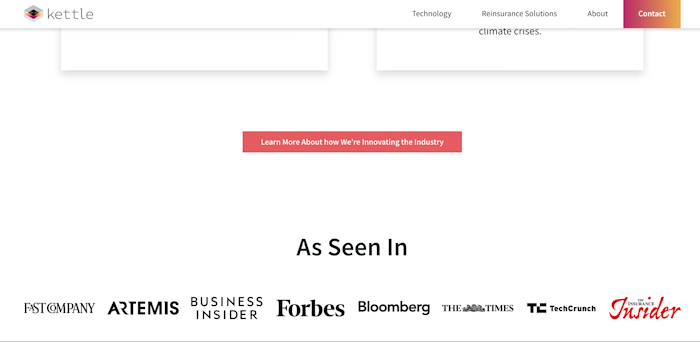 kettle
Technology
Reinsurance Solutions
About
Contact
climate crises.
Learn More About how We're Innovating the Industry
As Seen In
FAST COMPANY
ARTEMIS
BUSINESS
INSIDER
Forbes
Bloomberg
THE TIMES
TC TechCrunch
THE
INSURANCE
Insider